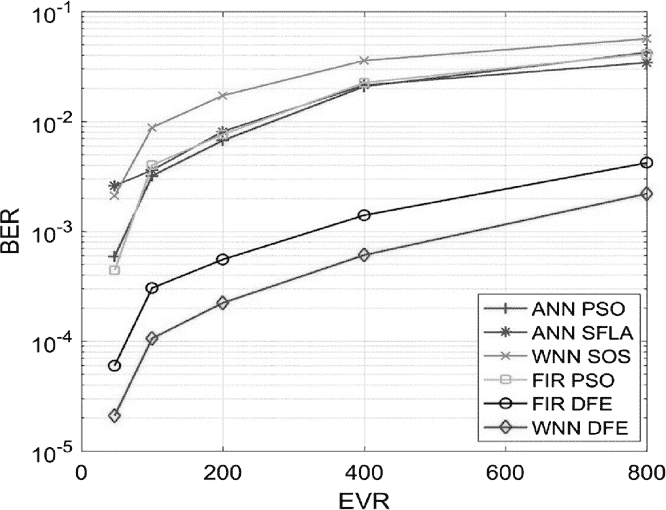 10-1
10-2
10-3
10-4
10-5
BER
0 200 400 600 800
EVR
ANN PSO
ANN SFLA
WNN SOS
FIR PSO
FIR DFE
WNN DFE